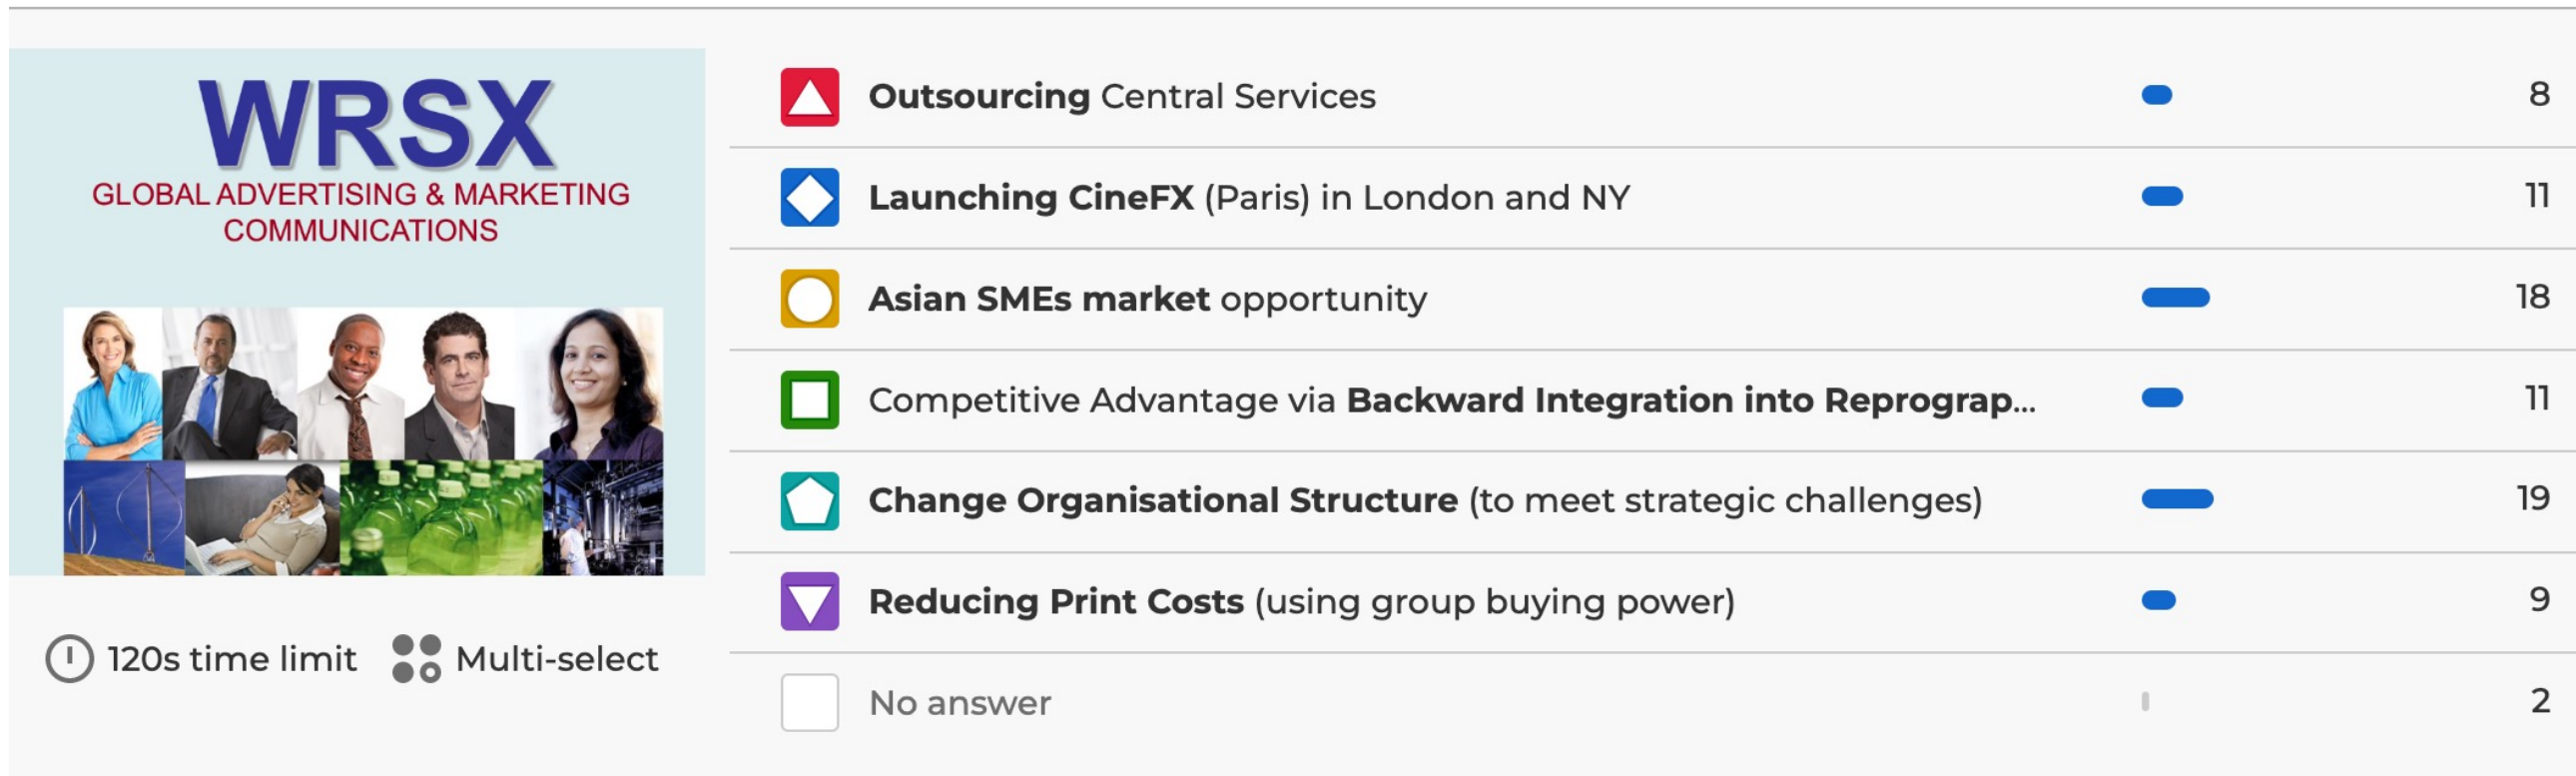 WRSX
GLOBAL ADVERTISING & MARKETING
COMMUNICATIONS
120s time limit Multi-select
Outsourcing Central Services 8
Launching CineFX (Paris) in London and NY 11
Asian SMEs market opportunity 18
Competitive Advantage via Backward Integration into Reprograp... 11
Change Organisational Structure (to meet strategic challenges) 19
Reducing Print Costs (using group buying power) 9
No answer 2